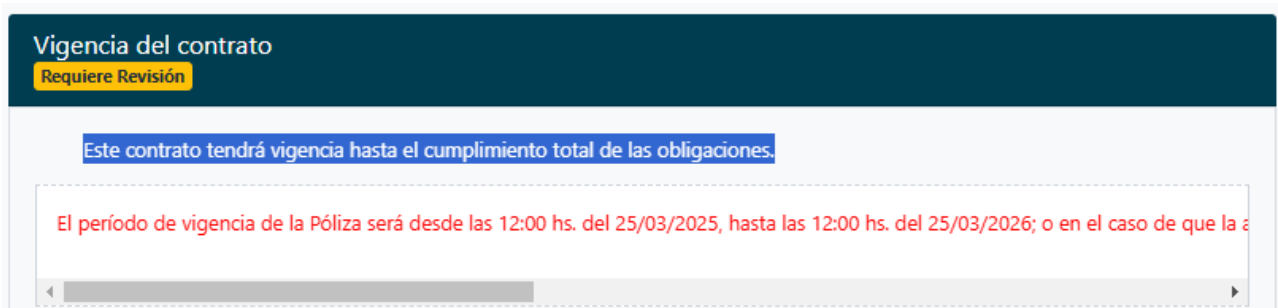 Vigencia del contrato
Requiere Revisión
Este contrato tendrá vigencia hasta el cumplimiento total de las obligaciones.
El período de vigencia de la Póliza será desde las 12:00 hs. del 25/03/2025, hasta las 12:00 hs. del 25/03/2026; o en el caso de que la